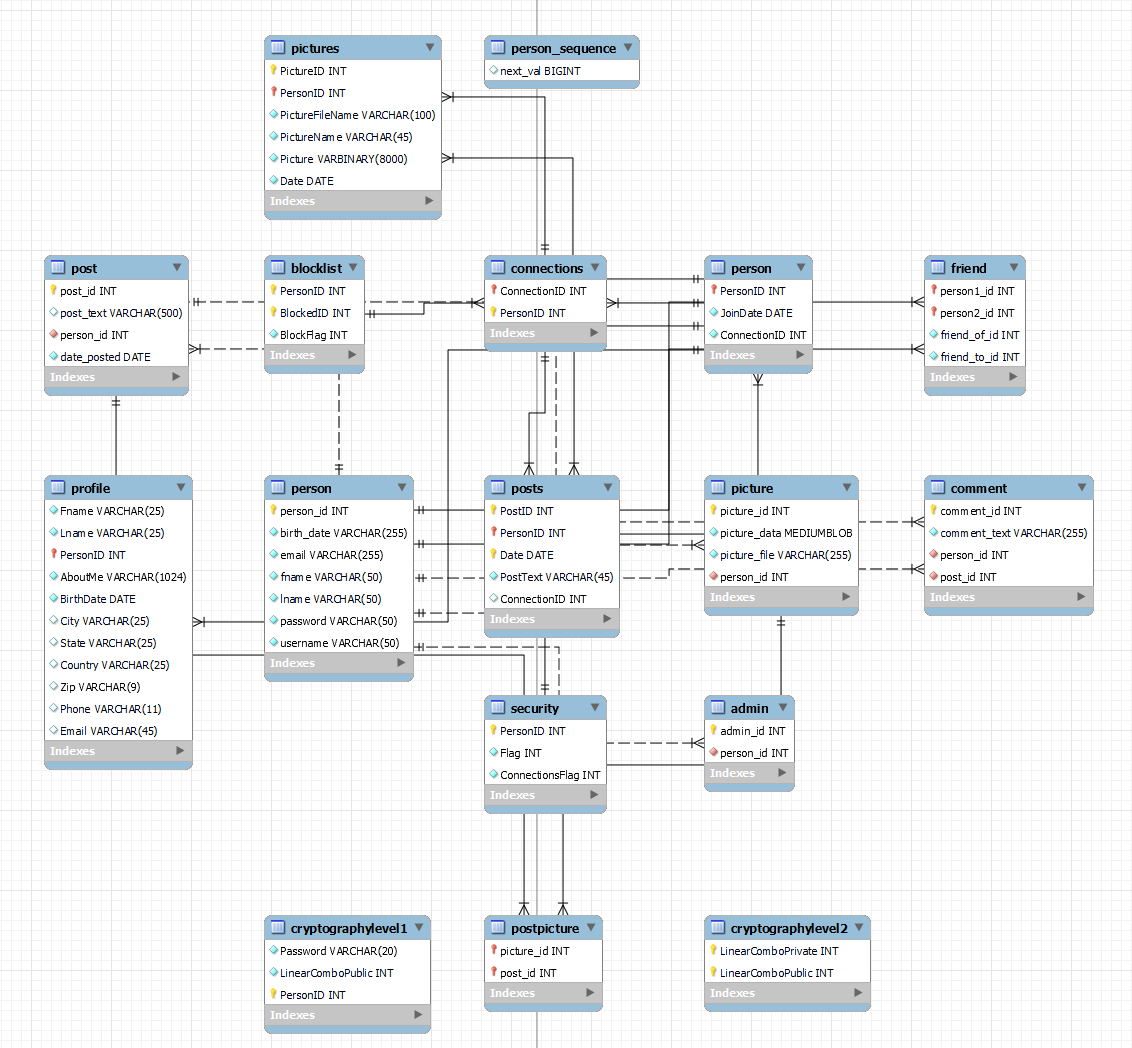 pictures
PictureID INT
PersonID INT
PictureFileName VARCHAR(100)
PictureName VARCHAR(45)
Picture VARBINARY(8000)
Date DATE
Indexes
person_sequence
next_val BIGINT
post
post_id INT
post_text VARCHAR(500)
person_id INT
date_posted DATE
Indexes
blocklist
PersonID INT
BlockedID INT
BlockFlag INT
Indexes
connections
ConnectionID INT
PersonID INT
Indexes
person
PersonID INT
JoinDate DATE
ConnectionID INT
Indexes
friend
person1_id INT
person2_id INT
friend_of_id INT
friend_to_id INT
Indexes
profile
Fname VARCHAR(25)
Lname VARCHAR(25)
PersonID INT
AboutMe VARCHAR(1024)
BirthDate DATE
City VARCHAR(25)
State VARCHAR(25)
Country VARCHAR(25)
Zip VARCHAR(9)
Phone VARCHAR(11)
Email VARCHAR(45)
Indexes
person
person_id INT
birth_data VARCHAR(255)
email VARCHAR(255)
fname VARCHAR(50)
lname VARCHAR(50)
password VARCHAR(50)
username VARCHAR(50)
Indexes
posts
PostID INT
PersonID INT
Date DATE
PostText VARCHAR(45)
ConnectionID INT
Indexes
picture
picture_id INT
picture_data MEDIUMBLOB
picture_file VARCHAR(255)
person_id INT
Indexes
comment
comment_id INT
comment_text VARCHAR(255)
person_id INT
post_id INT
Indexes
security
PersonID INT
Flag INT
ConnectionsFlag INT
Indexes
admin
admin_id INT
person_id INT
Indexes
cryptographylevel1
Password VARCHAR(20)
LinearComboPublic INT
PersonID INT
Indexes
postpicture
picture_id INT
post_id INT
Indexes
cryptographylevel2
LinearComboPrivate INT
LinearComboPublic INT
Indexes